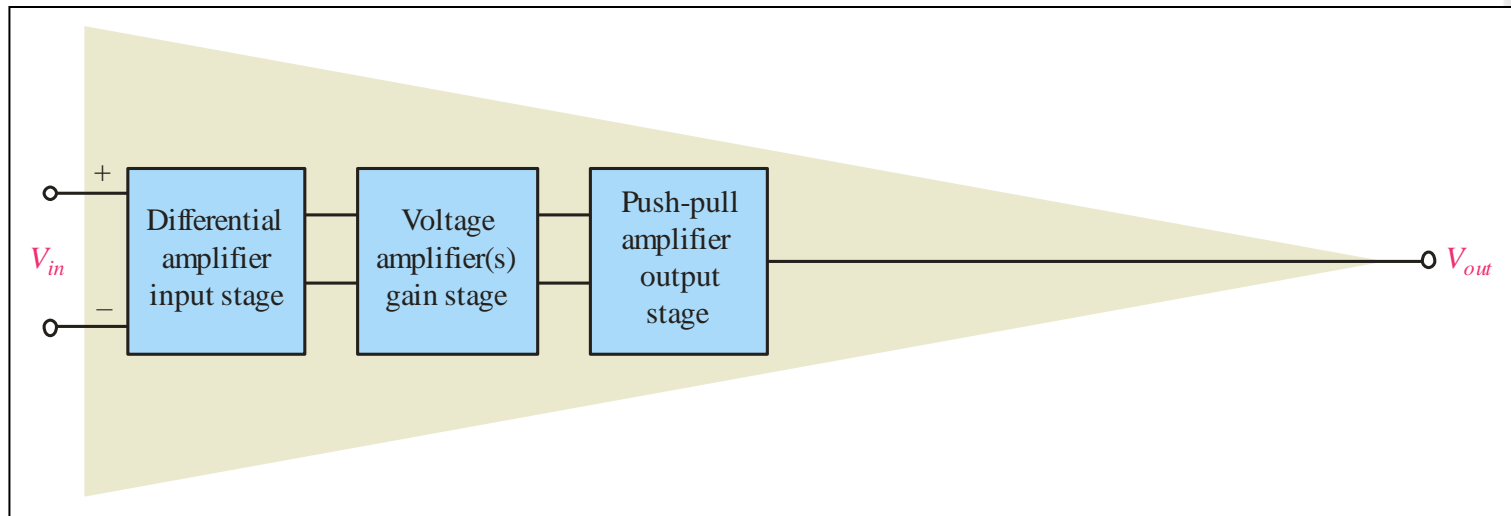 +
Differential
amplifier
input stage
−
Voltage
amplifier(s)
gain stage
Push-pull
amplifier
output
stage
V_in
V_out